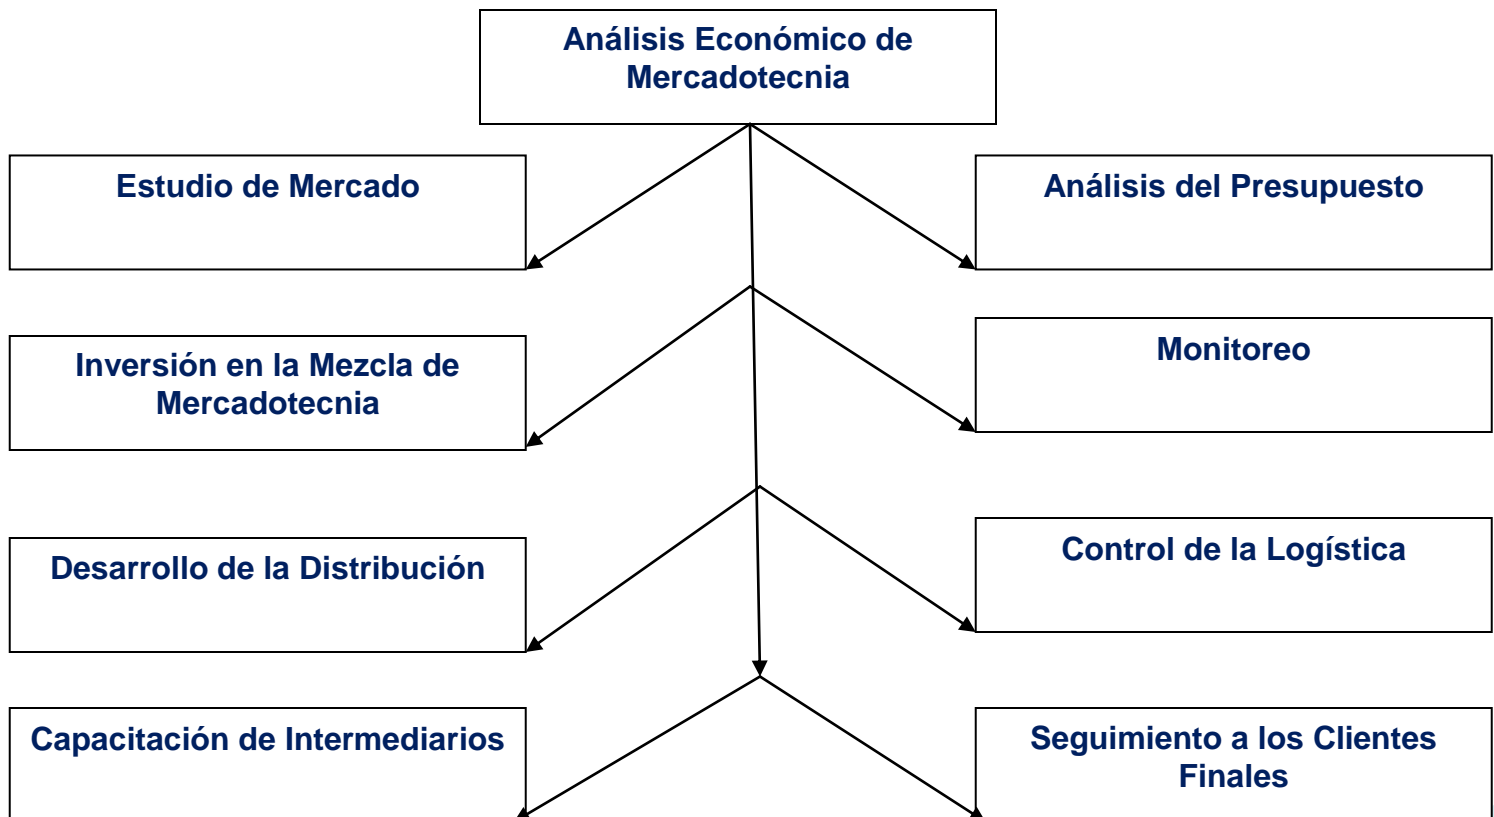 Análisis Económico de
Mercadotecnia
Estudio de Mercado
Análisis del Presupuesto
Inversión en la Mezcla de
Mercadotecnia
Monitoreo
Desarrollo de la Distribución
Control de la Logística
Capacitación de Intermediarios
Seguimiento a los Clientes
Finales